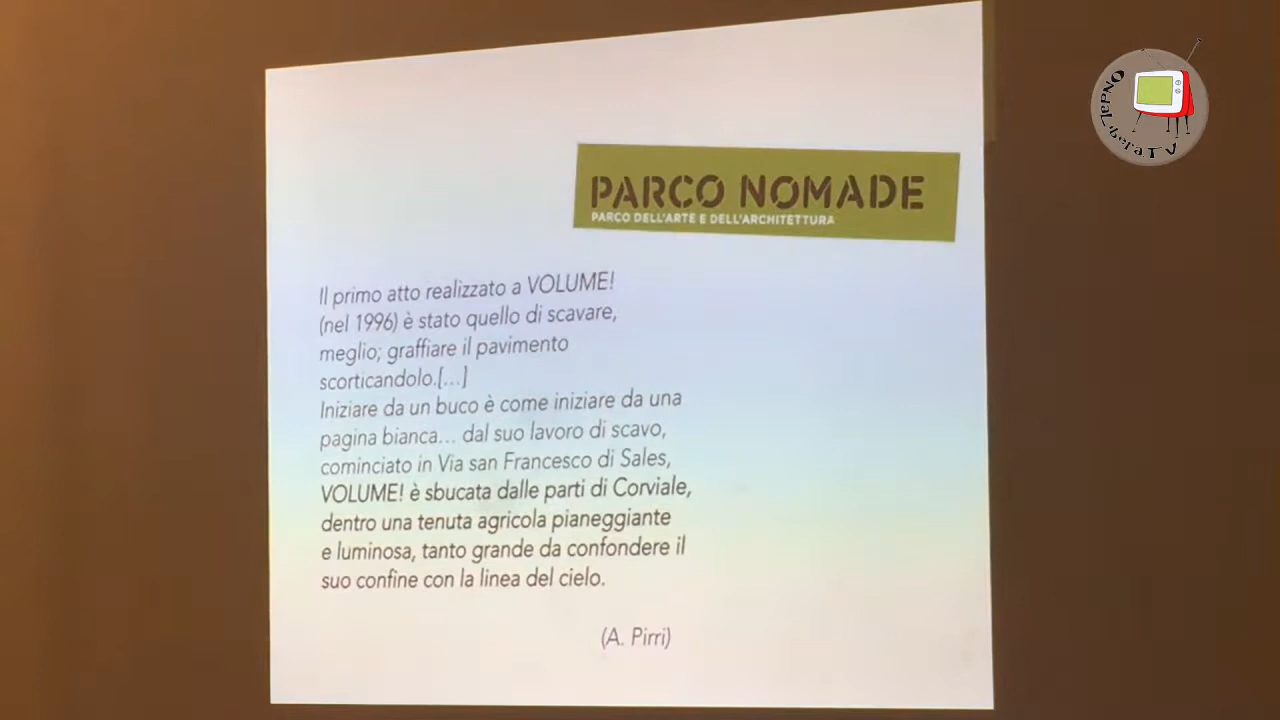 PARCO NOMADE
PARCO DELL'ARTE E DELL'ARCHITETTURA
Il primo atto realizzato a VOLUME!
(nel 1996) è stato quello di scavare,
meglio; graffiare il pavimento
scorticandolo.[...]
Iniziare da un buco è come iniziare da una
pagina bianca... dal suo lavoro di scavo,
cominciato in Via san Francesco di Sales,
VOLUME! è sbucata dalle parti di Corviale,
dentro una tenuta agricola pianeggiante
e luminosa, tanto grande da confondere il
suo confine con la linea del cielo.
(A. Pirri)
OndaLiberaTV